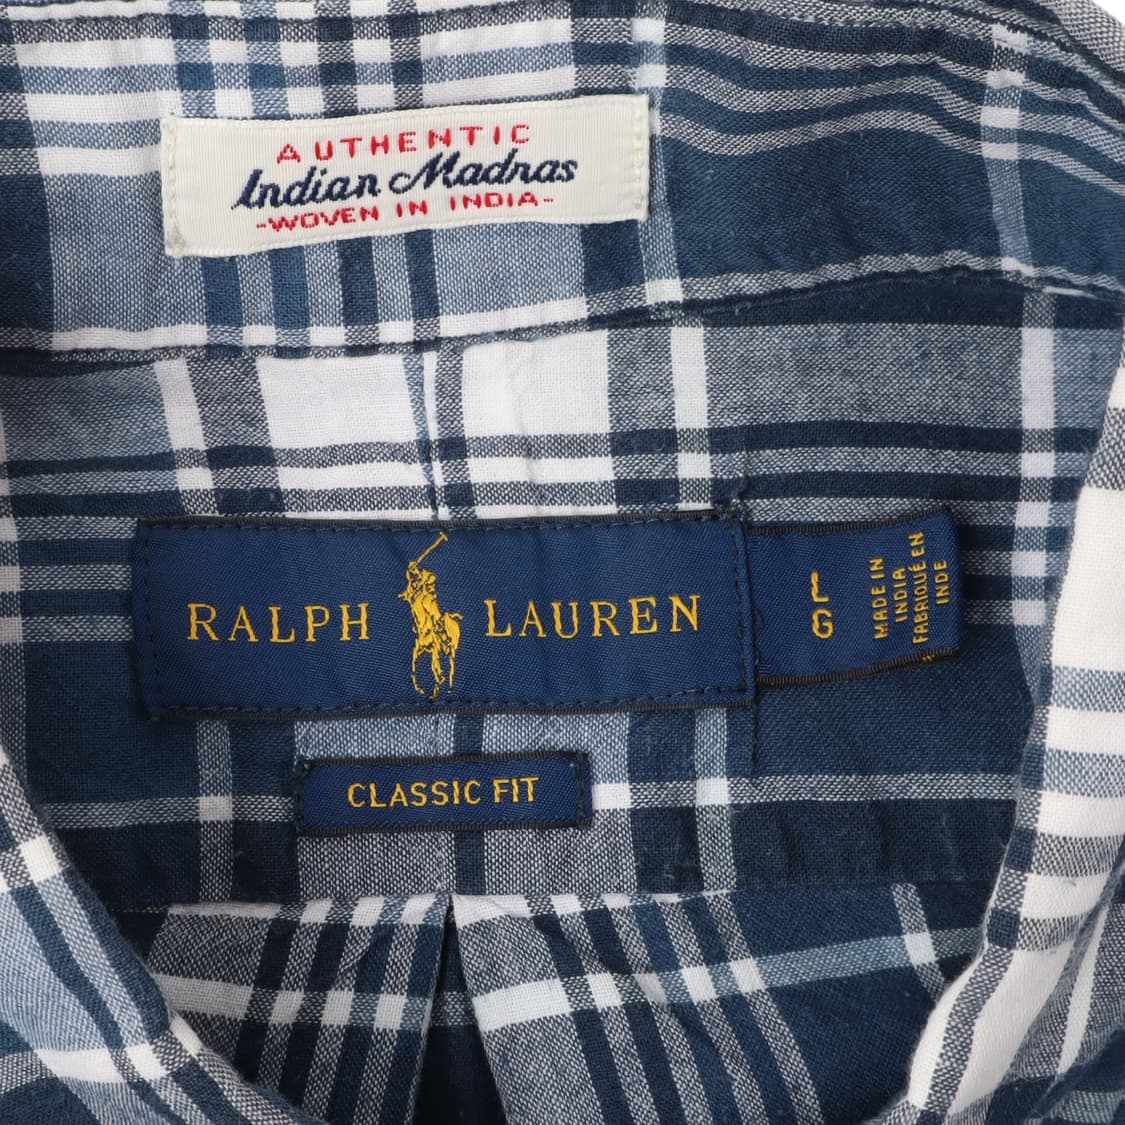 AUTHENTIC
Indian Madras
-WOVEN IN INDIA-
RALPH LAUREN
L
G
MADE IN
INDIA
FABRIQUÉ EN
INDE
CLASSIC FIT